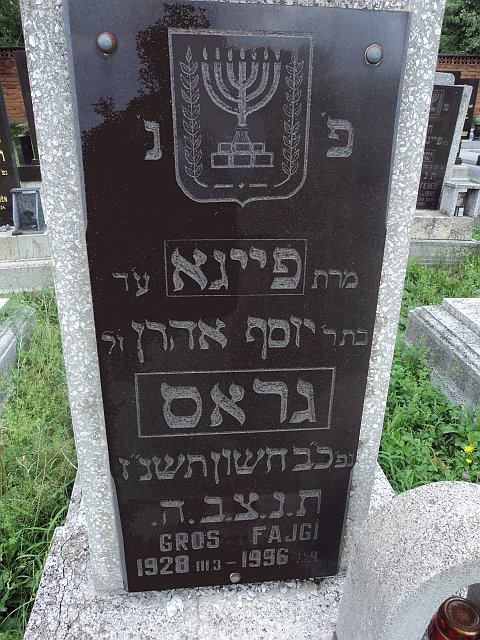 פ' נ'
מרת פייגא ע'ה
בת ר' יוסף אהרן ז'ל
גראס
נפ' כ"ב חשון תשנ"ז
ת.נ.צ.ב.ה.
GROS FAJGI
1928 III 3 - 1996 XI 4